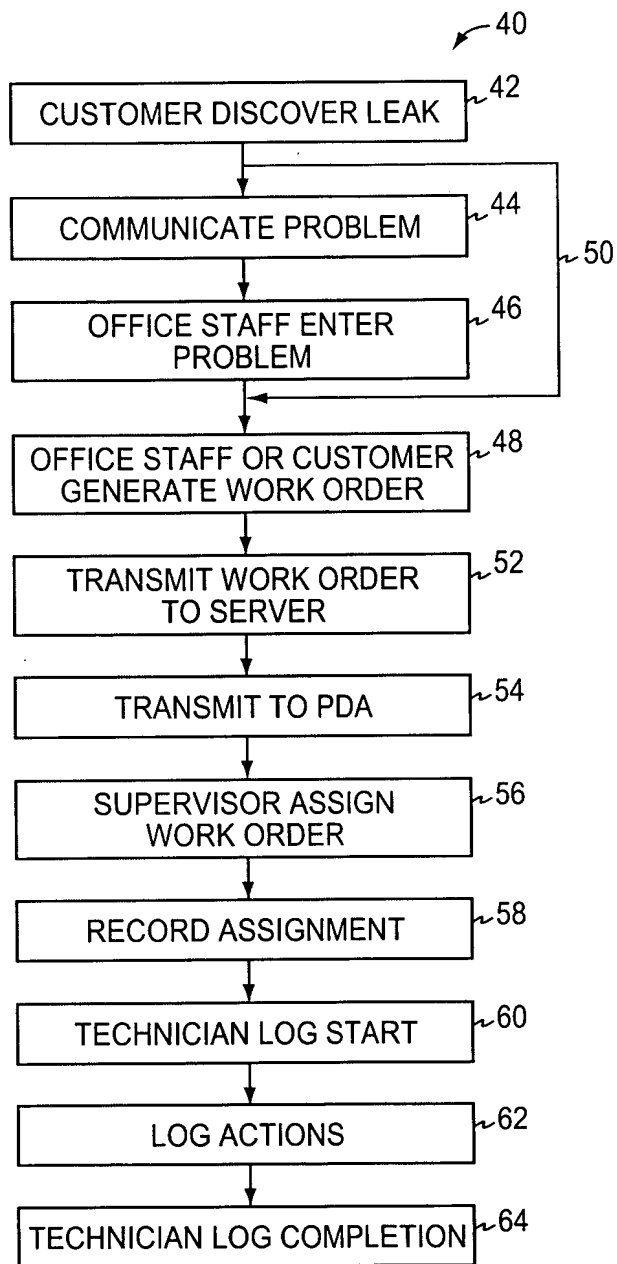 40
CUSTOMER DISCOVER LEAK
42
COMMUNICATE PROBLEM
44
50
OFFICE STAFF ENTER
PROBLEM
46
OFFICE STAFF OR CUSTOMER
GENERATE WORK ORDER
48
TRANSMIT WORK ORDER
TO SERVER
52
TRANSMIT TO PDA
54
SUPERVISOR ASSIGN
WORK ORDER
56
RECORD ASSIGNMENT
58
TECHNICIAN LOG START
60
LOG ACTIONS
62
TECHNICIAN LOG COMPLETION
64